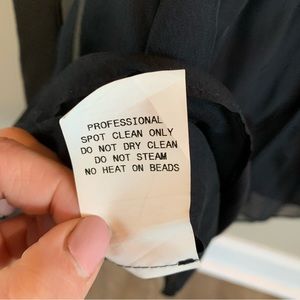 PROFESSIONAL
SPOT CLEAN ONLY
DO NOT DRY CLEAN
DO NOT STEAM
NO HEAT ON BEADS